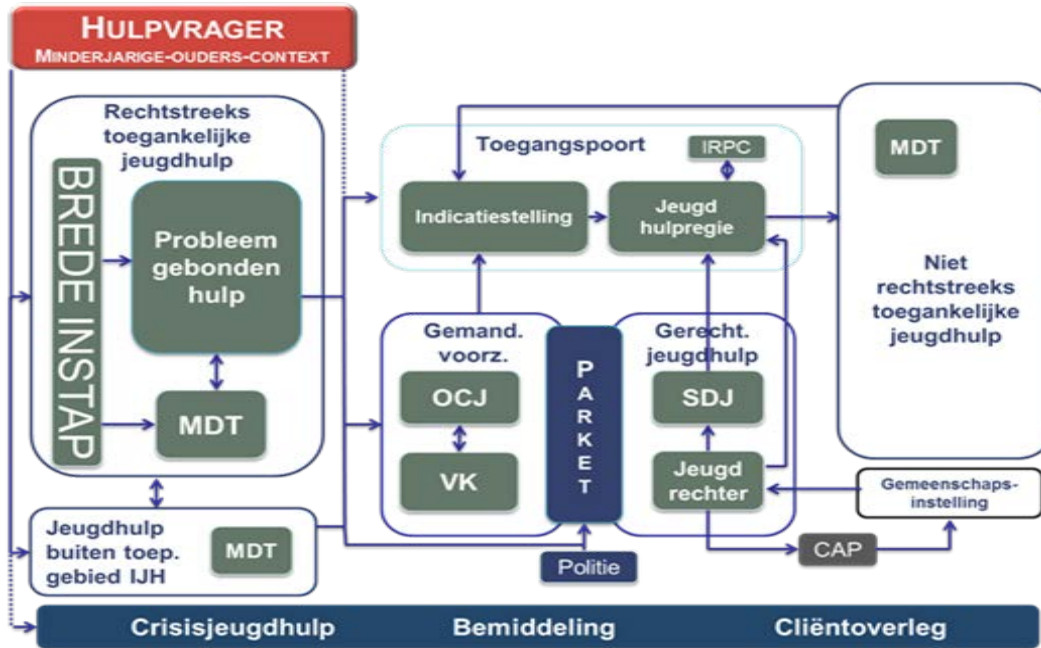 HULPVRAGER
MINDERJARIGE-OUDERS-CONTEXT
Rechtstreeks
toegankelijke
jeugdhulp
BREDE INSTAP
Probleem
gebonden
hulp
MDT
Jeugdhulp
buiten toep.
gebied IJH
MDT
Toegangspoort
IRPC
Indicatiestelling
Jeugd
hulpregie
Gemand.
voorz.
OCJ
VK
PARKET
Politie
Gerecht.
jeugdhulp
SDJ
Jeugd
rechter
CAP
MDT
Niet
rechtstreeks
toegankelijke
jeugdhulp
Gemeenschaps-
instelling
Crisisjeugdhulp Bemiddeling Cliëntoverleg